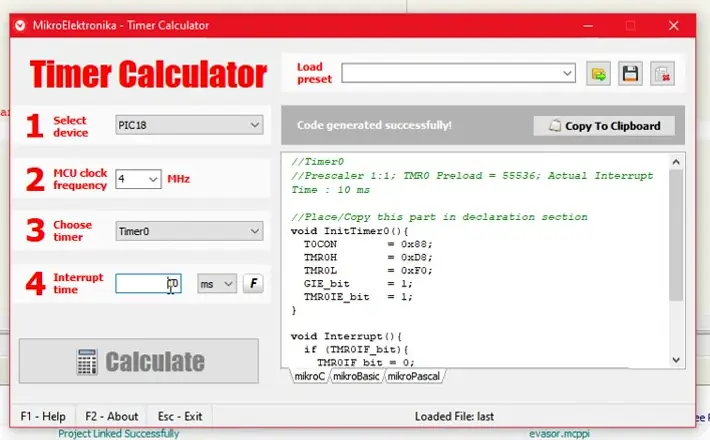 MikroElektronika - Timer Calculator
Timer Calculator
Load preset
1 Select device
PIC18
Code generated successfully!
Copy To Clipboard
2 MCU clock frequency
4
MHz
3 Choose timer
Timer0
4 Interrupt time
ms
F
Calculate
//Timer0
//Prescaler 1:1; TMR0 Preload = 55536; Actual Interrupt
Time : 10 ms
//Place/Copy this part in declaration section
void InitTimer0(){
T0CON = 0x88;
TMR0H = 0xD8;
TMR0L = 0xF0;
GIE_bit = 1;
TMR0IE_bit = 1;
}
void Interrupt(){
if (TMR0IF_bit){
TMR0IF_bit = 0;
mikroC
mikroBasic
mikroPascal
F1 - Help
F2 - About
Esc - Exit
Loaded File: last
Project Linked Successfully
evasor.mcppi